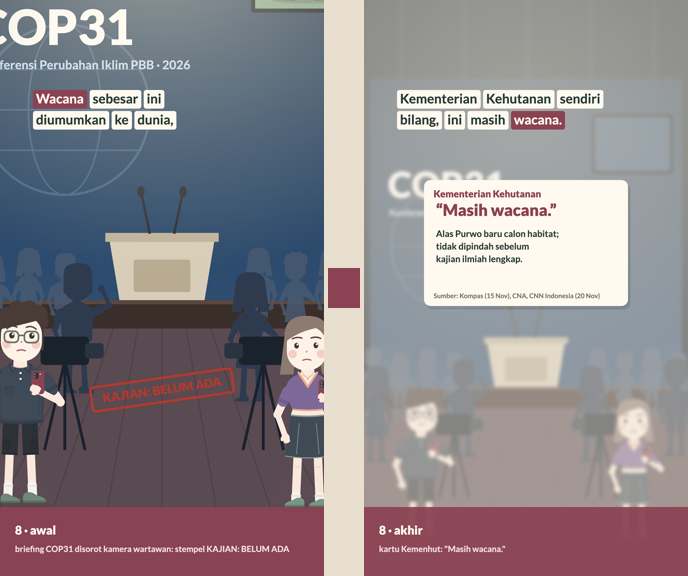 COP31
ferensi Perubahan Iklim PBB · 2026
Wacana sebesar ini
diumumkan ke dunia,
KAJIAN: BELUM ADA
8 · awal
briefing COP31 disorot kamera wartawan: stempel KAJIAN: BELUM ADA
Kementerian Kehutanan sendiri
bilang, ini masih wacana.
COP31
Kementerian Kehutanan
“Masih wacana.”
Alas Purwo baru calon habitat;
tidak dipindah sebelum
kajian ilmiah lengkap.
Sumber: Kompas (15 Nov), CNA, CNN Indonesia (20 Nov)
8 · akhir
kartu Kemenhut: "Masih wacana."